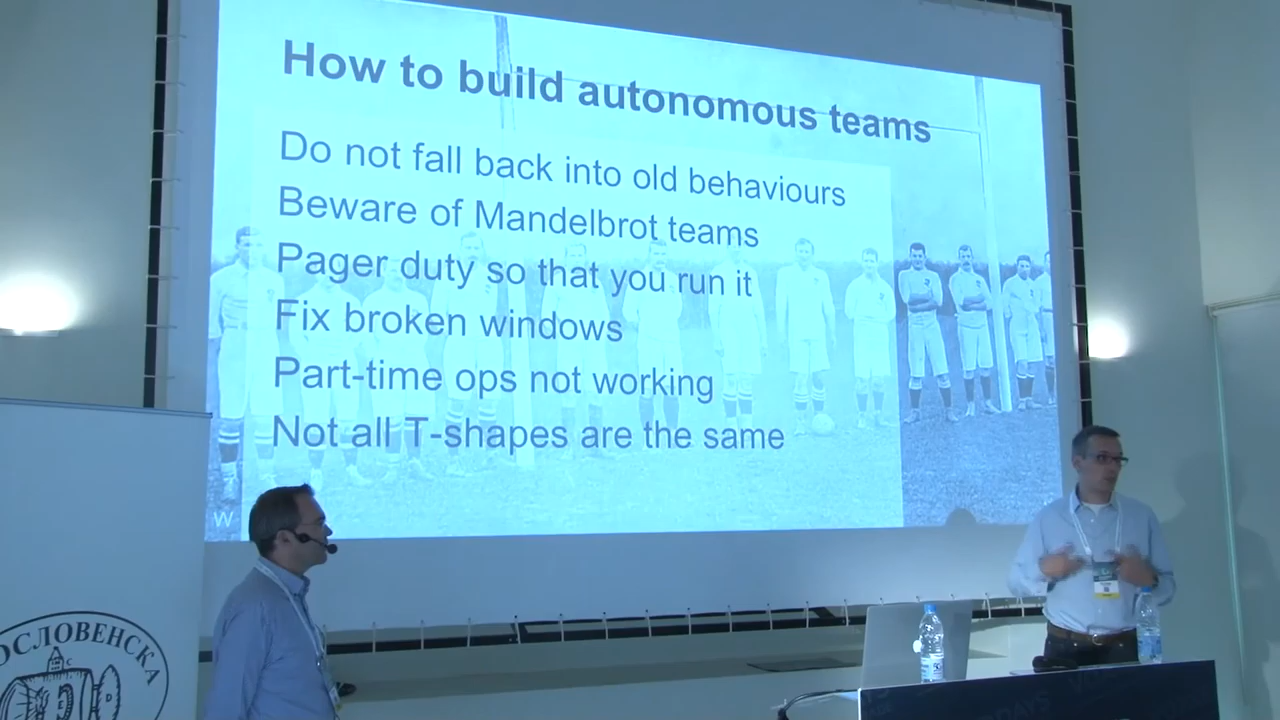 How to build autonomous teams
Do not fall back into old behaviours
Beware of Mandelbrot teams
Pager duty so that you run it
Fix broken windows
Part-time ops not working
Not all T-shapes are the same
W
ОСЛОВЕНСКА